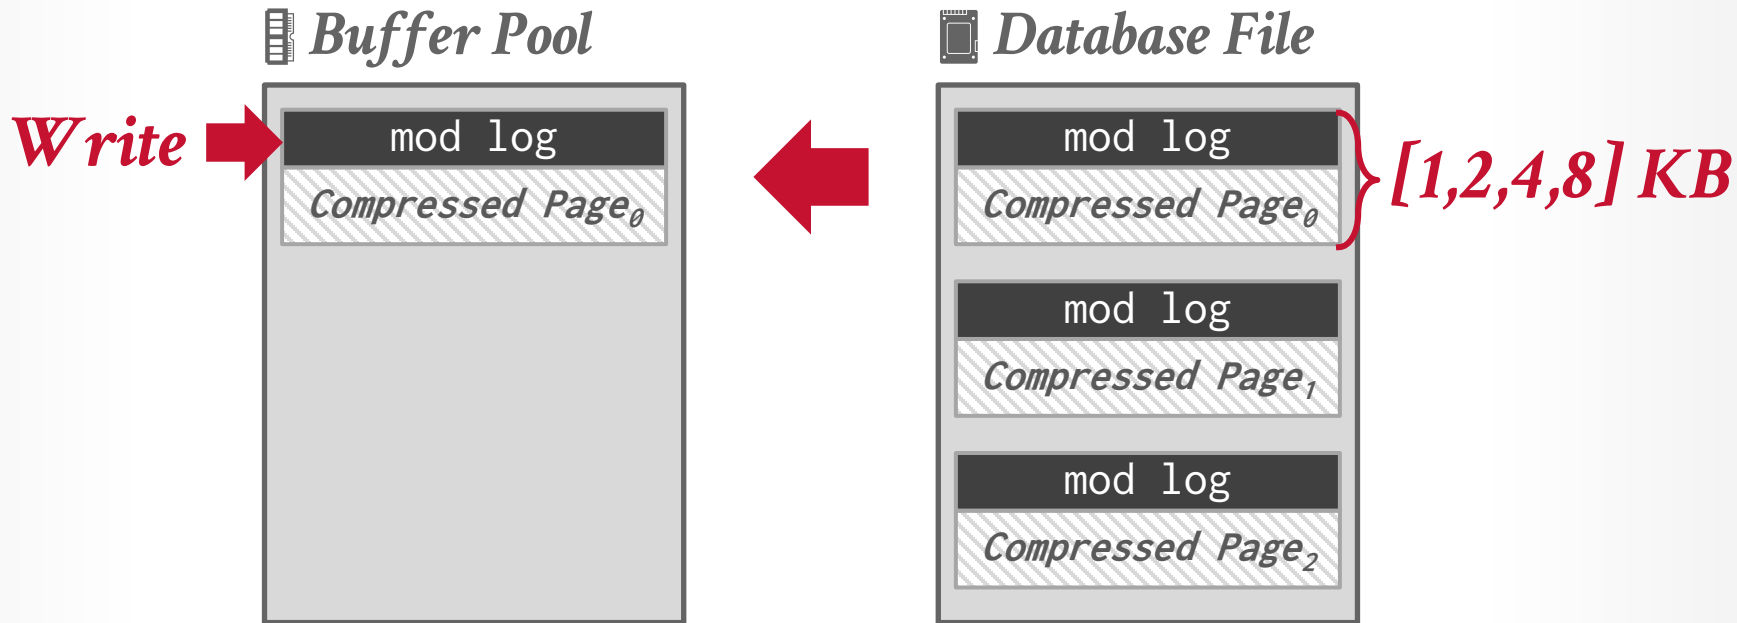 Buffer Pool
Database File
Write
mod log
Compressed Page0
mod log
Compressed Page0
[1,2,4,8] KB
mod log
Compressed Page1
mod log
Compressed Page2